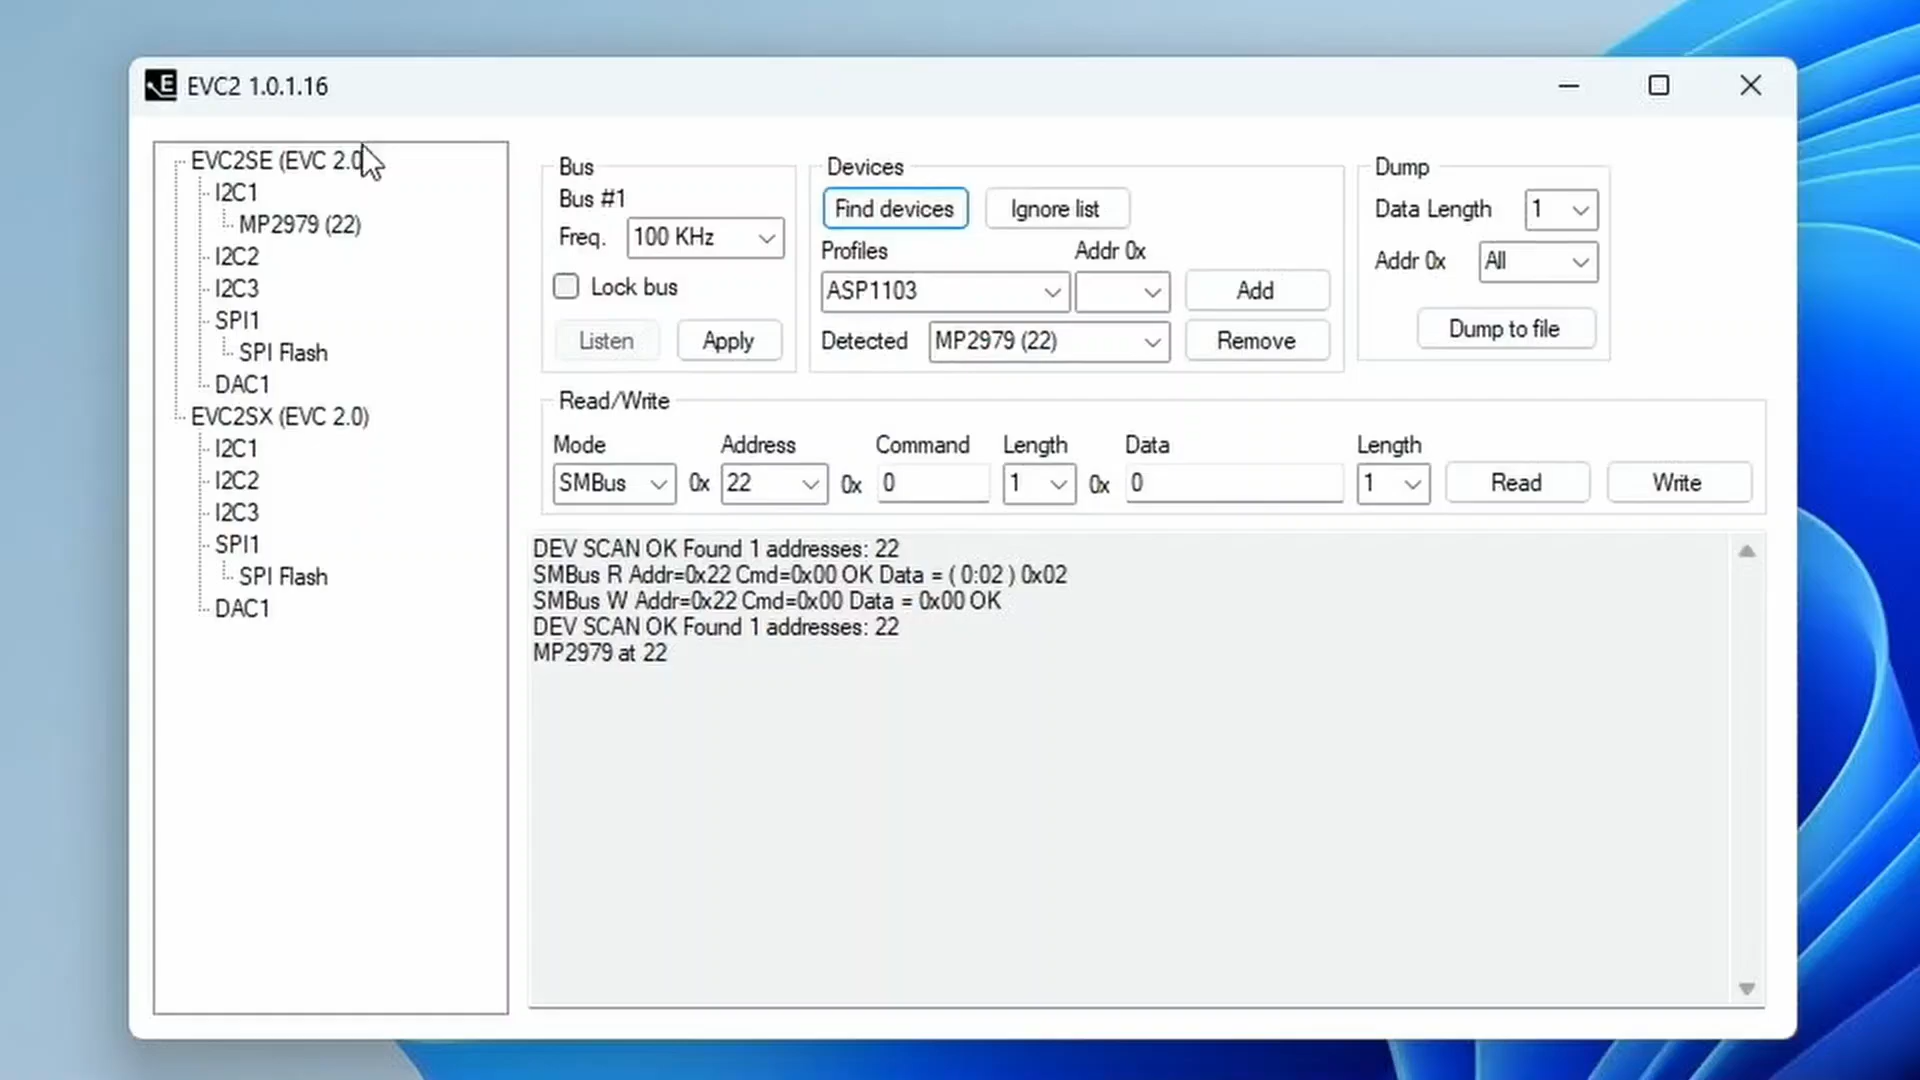 EVC2 1.0.1.16
EVC2SE (EVC 2.0
I2C1
MP2979 (22)
I2C2
I2C3
SPI1
SPI Flash
DAC1
EVC2SX (EVC 2.0)
I2C1
I2C2
I2C3
SPI1
SPI Flash
DAC1
Bus
Bus #1
Freq. 100 KHz
Lock bus
Listen Apply
Devices
Find devices Ignore list
Profiles Addr 0x
ASP1103 Add
Detected MP2979 (22) Remove
Dump
Data Length 1
Addr 0x All
Dump to file
Read/Write
Mode Address Command Length Data Length
SMBus 0x 22 0x 0 1 0x 0 1 Read Write
DEV SCAN OK Found 1 addresses: 22
SMBus R Addr=0x22 Cmd=0x00 OK Data = ( 0:02 ) 0x02
SMBus W Addr=0x22 Cmd=0x00 Data = 0x00 OK
DEV SCAN OK Found 1 addresses: 22
MP2979 at 22